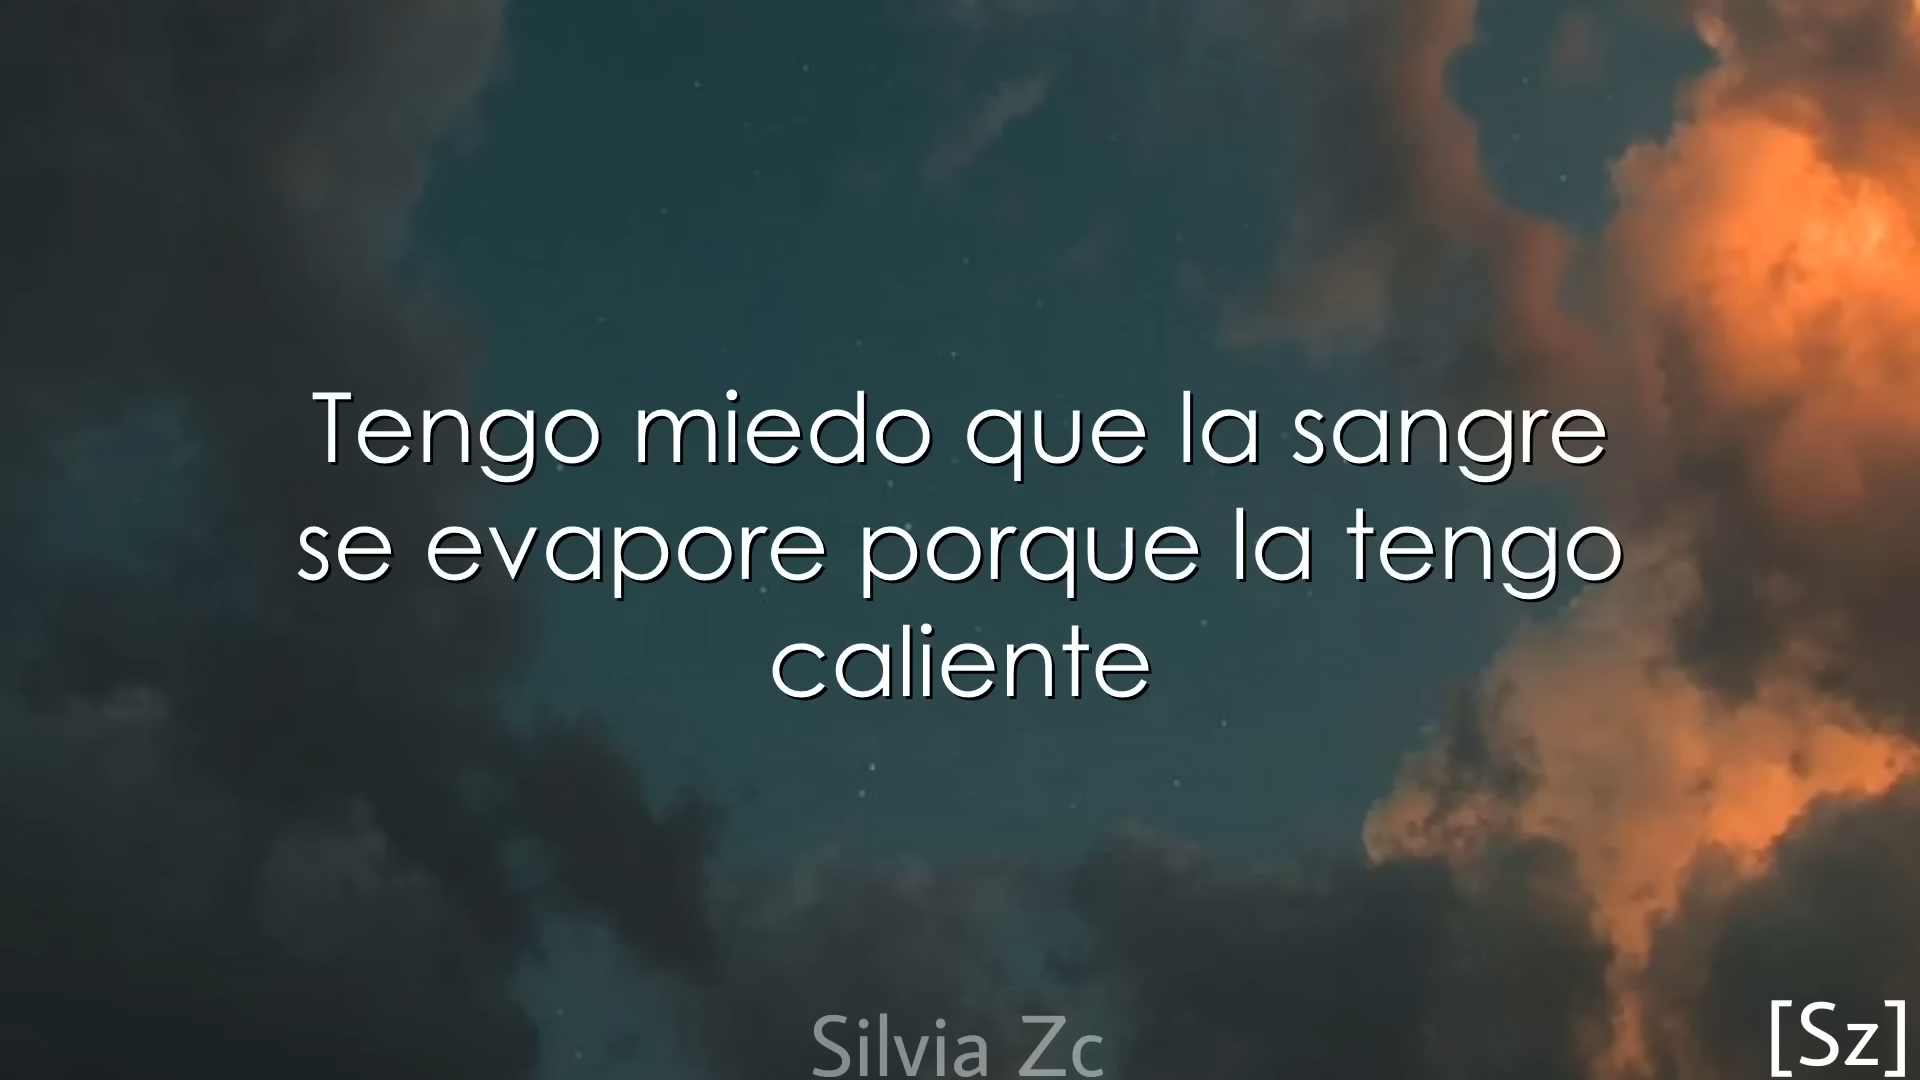 Tengo miedo que la sangre
se evapore porque la tengo
caliente
Silvia Zc
[Sz]